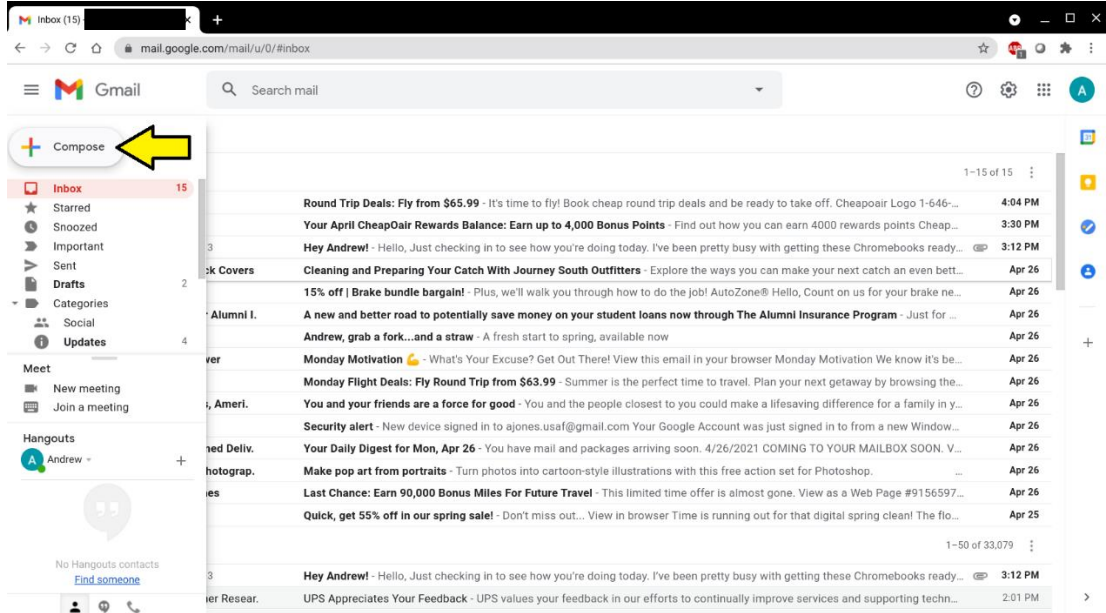 Inbox (15) -
mail.google.com/mail/u/0/#inbox
ABP
Gmail
Search mail
A
Compose
1–15 of 15
Inbox 15
Round Trip Deals: Fly from $65.99 - It's time to fly! Book cheap round trip deals and be ready to take off. Cheapoair Logo 1-646-... 4:04 PM
Starred
Snoozed
Your April CheapOair Rewards Balance: Earn up to 4,000 Bonus Points - Find out how you can earn 4000 rewards points Cheap... 3:30 PM
Important
3 Hey Andrew! - Hello, Just checking in to see how you're doing today. I've been pretty busy with getting these Chromebooks ready... 3:12 PM
Sent
ck Covers Cleaning and Preparing Your Catch With Journey South Outfitters - Explore the ways you can make your next catch an even bett... Apr 26
Drafts 2
15% off | Brake bundle bargain! - Plus, we'll walk you through how to do the job! AutoZone® Hello, Count on us for your brake ne... Apr 26
Categories
Alumni I. A new and better road to potentially save money on your student loans now through The Alumni Insurance Program - Just for ... Apr 26
Social
Andrew, grab a fork...and a straw - A fresh start to spring, available now Apr 26
Updates 4
ver Monday Motivation 💪 - What's Your Excuse? Get Out There! View this email in your browser Monday Motivation We know it's be... Apr 26
Meet
Monday Flight Deals: Fly Round Trip from $63.99 - Summer is the perfect time to travel. Plan your next getaway by browsing the... Apr 26
New meeting
s, Ameri. You and your friends are a force for good - You and the people closest to you could make a lifesaving difference for a family in y... Apr 26
Join a meeting
Security alert - New device signed in to ajones.usaf@gmail.com Your Google Account was just signed in to from a new Window... Apr 26
Hangouts
ned Deliv. Your Daily Digest for Mon, Apr 26 - You have mail and packages arriving soon. 4/26/2021 COMING TO YOUR MAILBOX SOON. V... Apr 26
A Andrew
hotograp. Make pop art from portraits - Turn photos into cartoon-style illustrations with this free action set for Photoshop. ... Apr 26
es Last Chance: Earn 90,000 Bonus Miles For Future Travel - This limited time offer is almost gone. View as a Web Page #9156597... Apr 26
Quick, get 55% off in our spring sale! - Don't miss out... View in browser Time is running out for that digital spring clean! The flo... Apr 25
1–50 of 33,079
No Hangouts contacts
Find someone
3 Hey Andrew! - Hello, Just checking in to see how you're doing today. I've been pretty busy with getting these Chromebooks ready... 3:12 PM
er Resear. UPS Appreciates Your Feedback - UPS values your feedback in our efforts to continually improve services and supporting techn... 2:01 PM